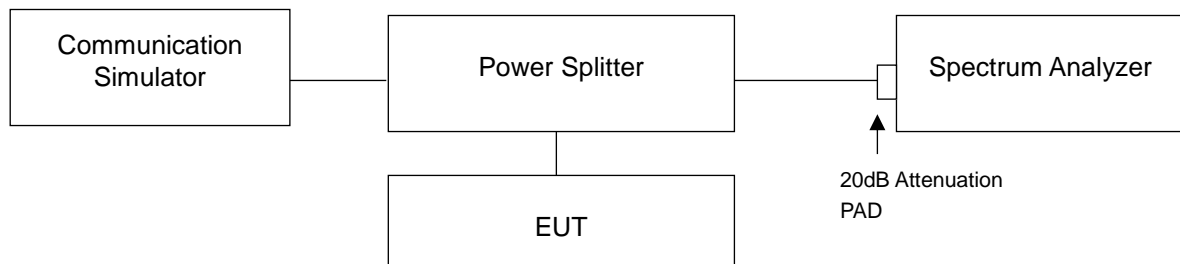 Communication
Simulator
Power Splitter
Spectrum Analyzer
20dB Attenuation
PAD
EUT